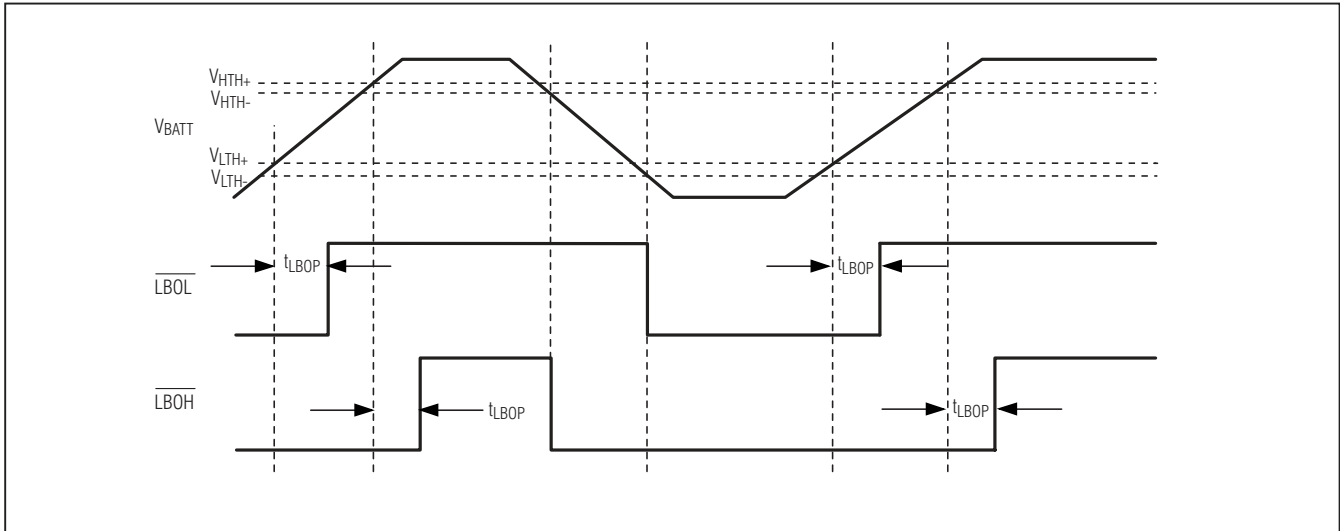 VHTH+
VHTH-
VBATT
VLTH+
VLTH-
tLBOP
tLBOP
LBOL
LBOH
tLBOP
tLBOP